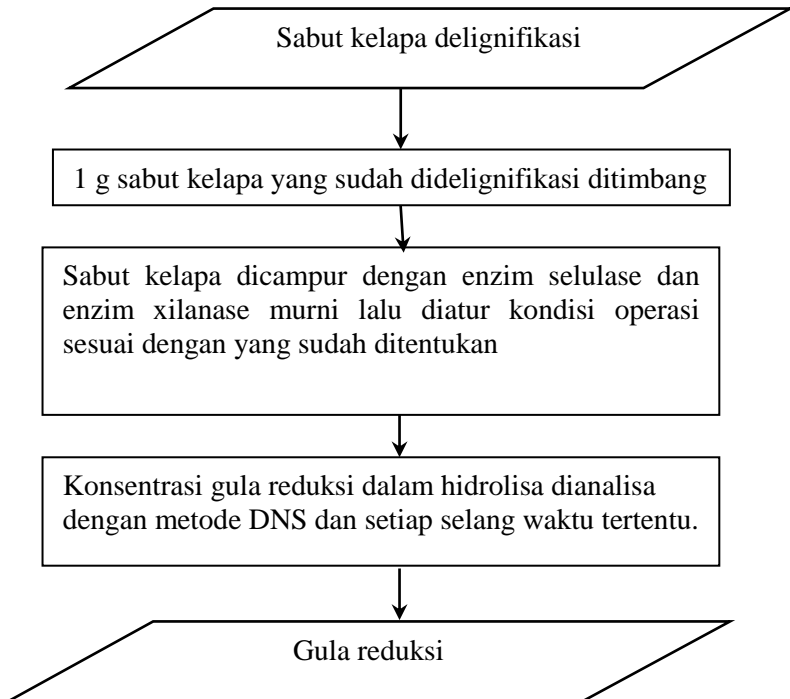 Sabut kelapa delignifikasi
1 g sabut kelapa yang sudah didelignifikasi ditimbang
Sabut kelapa dicampur dengan enzim selulase dan
enzim xilanase murni lalu diatur kondisi operasi
sesuai dengan yang sudah ditentukan
Konsentrasi gula reduksi dalam hidrolisa dianalisa
dengan metode DNS dan setiap selang waktu tertentu.
Gula reduksi